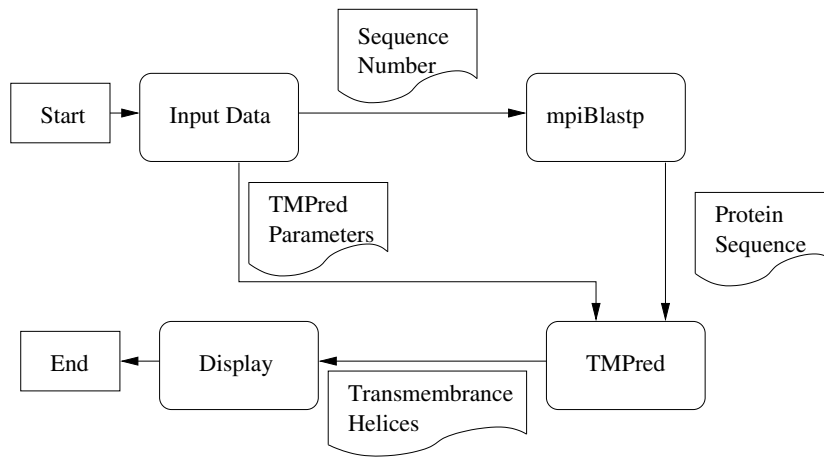 Sequence
Number
Start
Input Data
mpiBlastp
TMPred
Parameters
Protein
Sequence
End
Display
TMPred
Transmembrance
Helices